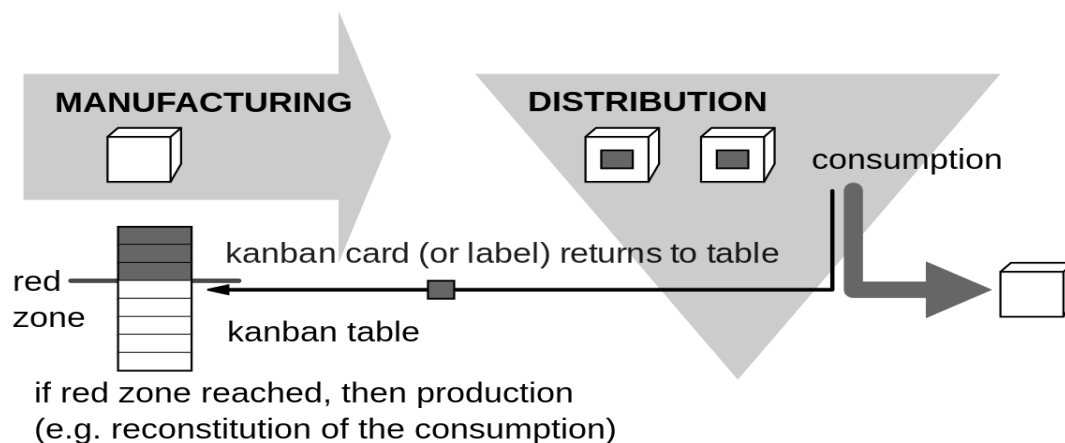 MANUFACTURING
DISTRIBUTION
consumption
kanban card (or label) returns to table
red
zone
kanban table
if red zone reached, then production
(e.g. reconstitution of the consumption)